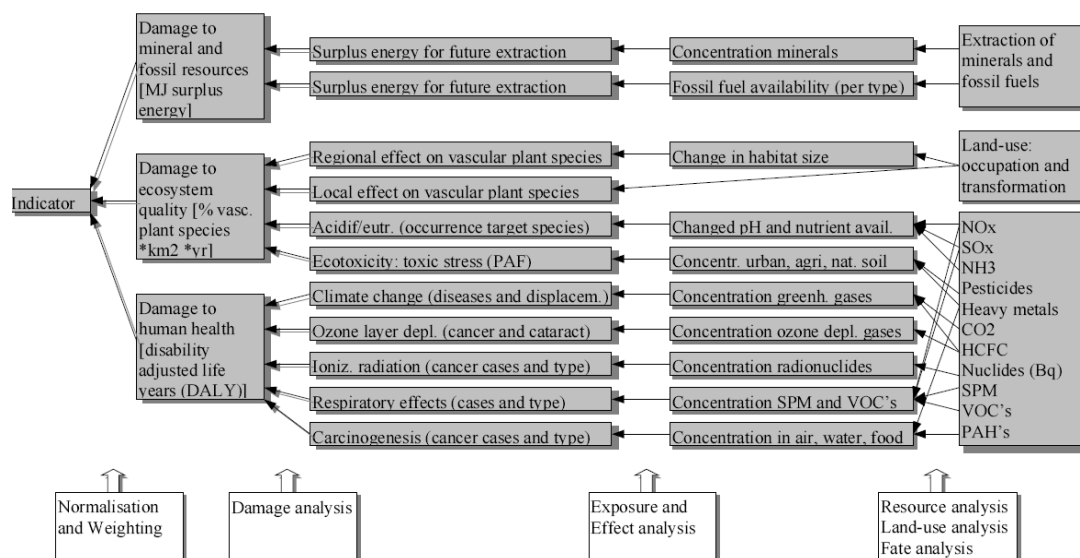 Damage to
mineral and
fossil resources
[MJ surplus
energy]
Surplus energy for future extraction
Concentration minerals
Extraction of
minerals and
fossil fuels
Surplus energy for future extraction
Fossil fuel availability (per type)
Indicator
Damage to
ecosystem
quality [% vasc.
plant species
*km2 *yr]
Regional effect on vascular plant species
Change in habitat size
Land-use:
occupation and
transformation
Local effect on vascular plant species
Acidif/eutr. (occurrence target species)
Changed pH and nutrient avail.
Ecotoxicity: toxic stress (PAF)
Concentr. urban, agri, nat. soil
NOx
SOx
NH3
Pesticides
Heavy metals
CO2
HCFC
Nuclides (Bq)
SPM
VOC's
PAH's
Damage to
human health
[disability
adjusted life
years (DALY)]
Climate change (diseases and displacem.)
Concentration greenh. gases
Ozone layer depl. (cancer and cataract)
Concentration ozone depl. gases
Ioniz. radiation (cancer cases and type)
Concentration radionuclides
Respiratory effects (cases and type)
Concentration SPM and VOC's
Carcinogenesis (cancer cases and type)
Concentration in air, water, food
Normalisation
and Weighting
Damage analysis
Exposure and
Effect analysis
Resource analysis
Land-use analysis
Fate analysis